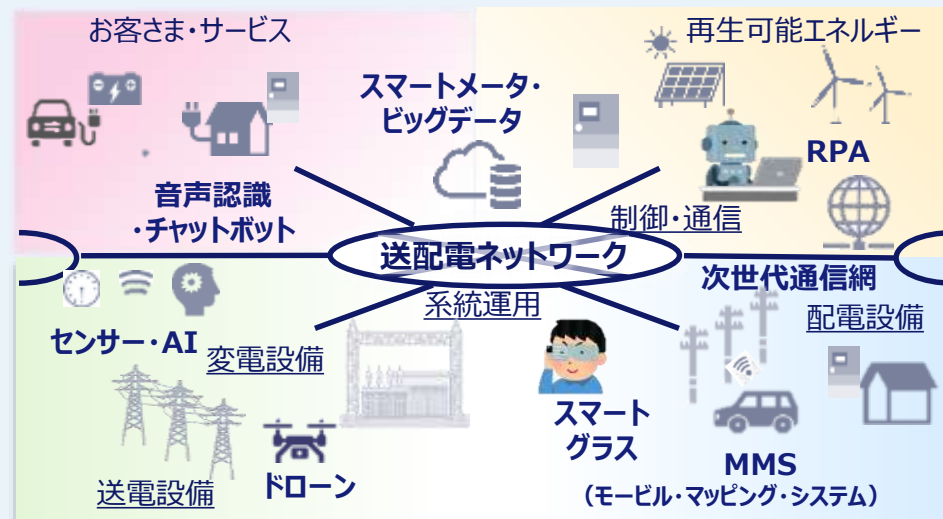 お客さま・サービス
再生可能エネルギー
スマートメータ・
ビッグデータ
RPA
音声認識
・チャットボット
制御・通信
送配電ネットワーク
次世代通信網
系統運用
配電設備
センサー・AI
変電設備
スマート
グラス
MMS
（モービル・マッピング・システム）
ドローン
送電設備